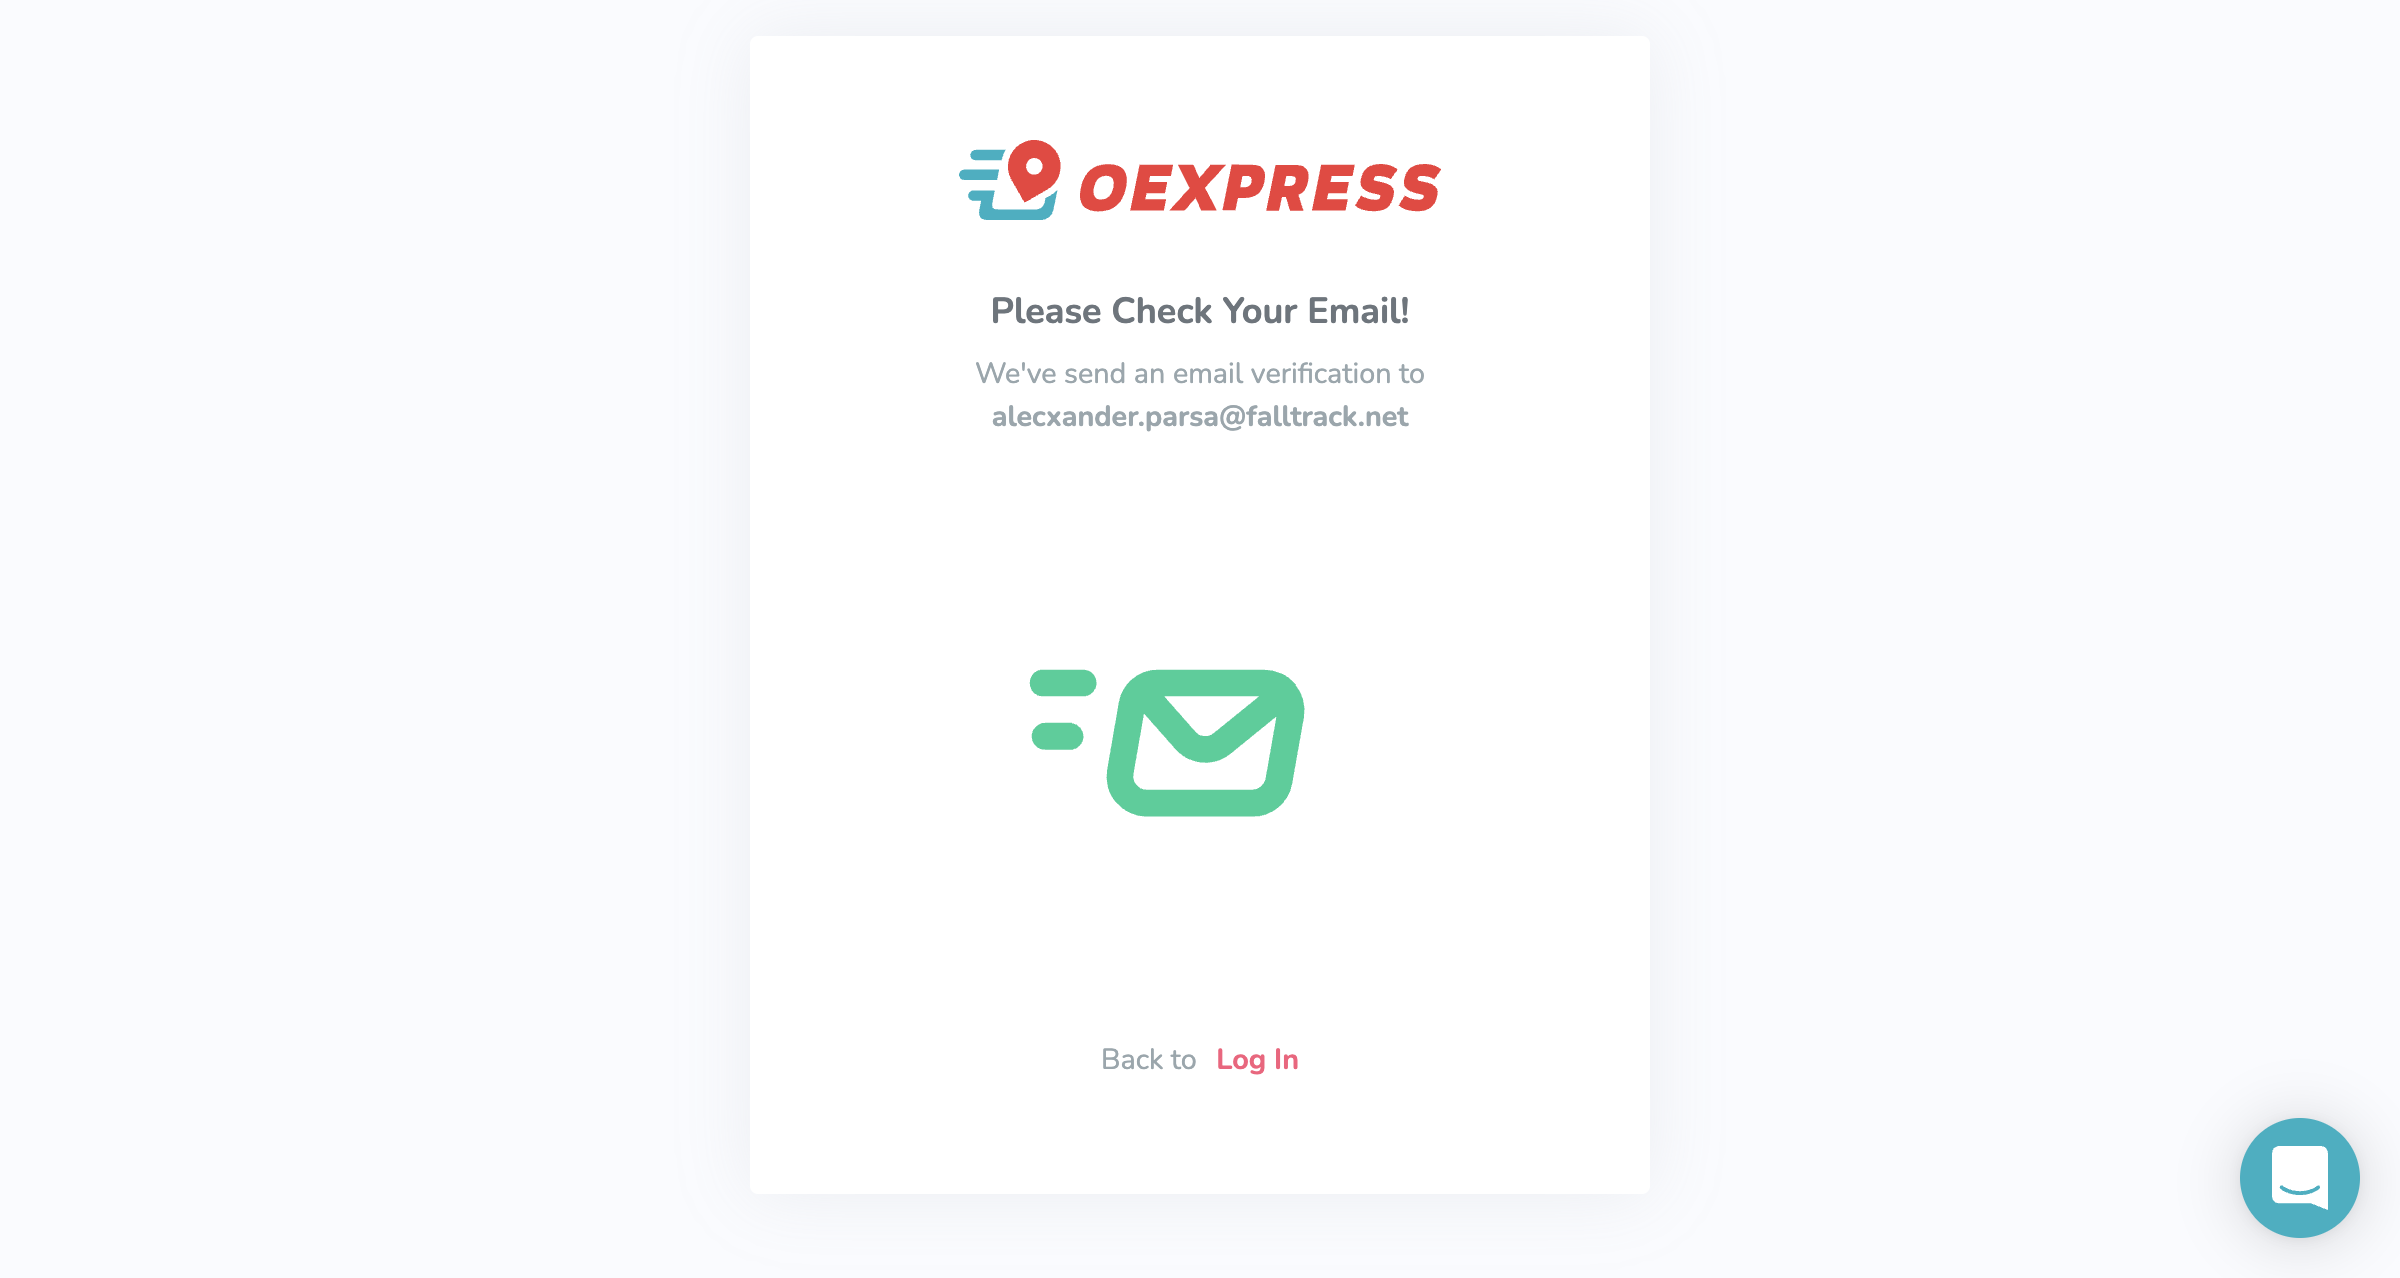 OEXPRESS
Please Check Your Email!
We've send an email verification to
alecxander.parsa@falltrack.net
Back to Log In